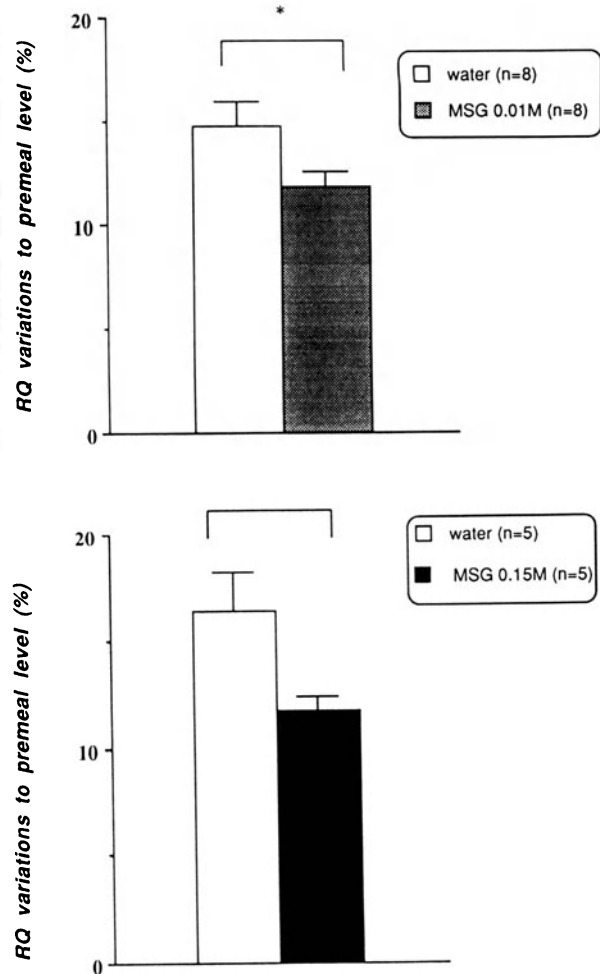 *
20
10
0
RQ variations to premeal level (%)
water (n=8)
MSG 0.01M (n=8)
20
10
0
RQ variations to premeal level (%)
water (n=5)
MSG 0.15M (n=5)